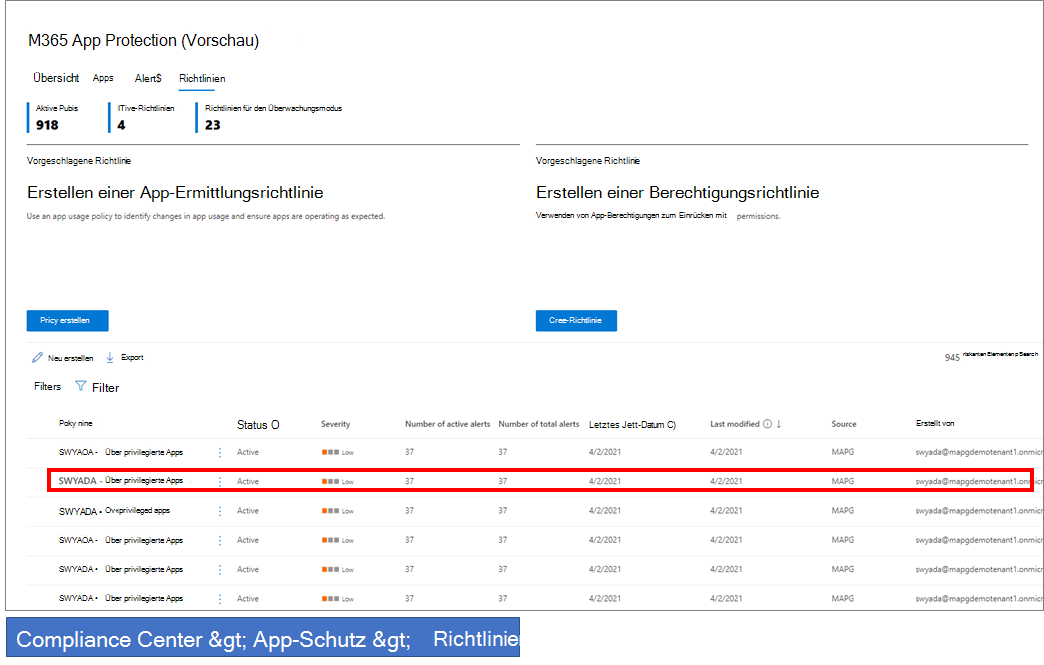 M365 App Protection (Vorschau)
Übersicht Apps Alert$ Richtlinien
Aktive Pubis ITive-Richtlinien Richtlinien für den Überwachungsmodus
918 4 23
Vorgeschlagene Richtlinie Vorgeschlagene Richtlinie
Erstellen einer App-Ermittlungsrichtlinie Erstellen einer Berechtigungsrichtlinie
Use an app usage policy to identify changes in app usage and ensure apps are operating as expected. Verwenden von App-Berechtigungen zum Einrücken mit permissions.
Pricy erstellen Cree-Richtlinie
Neu erstellen Export 945 riskanten Elementen p Search
Filters Filter
Poky nine Status O Severity Number of active alerts Number of total alerts Letztes Jett-Datum C) Last modified ↓ Source Erstellt von
SWYAOA - Über privilegierte Apps Active Low 37 37 4/2/2021 4/2/2021 MAPG swyada@mapgdemotenant1.onmicr
SWYADA - Über privilegierte Apps Active Low 37 37 4/2/2021 4/2/2021 MAPG swyada@mapgdemotenant1.onmicr
SWYADA • Ov«privileged apps Active Low 37 37 4/2/2021 4/2/2021 MAPG swyada@mapgdemotenant1.onmicr
SWYAOA - Über privilegierte Apps Active Low 37 37 4/2/2021 4/2/2021 MAPG swyada@mapgdemotenant1.onmicr
SWYADA • Über privilegierte Apps Active Low 37 37 4/2/2021 4/2/2021 MAPG swyada@mapgdemotenant1.onmicr
SWYADA • Über privilegierte Apps Active Low 37 37 4/2/2021 4/2/2021 MAPG swyada@mapgdemotenant1.onmicr
Compliance Center &gt; App-Schutz &gt; Richtlinie